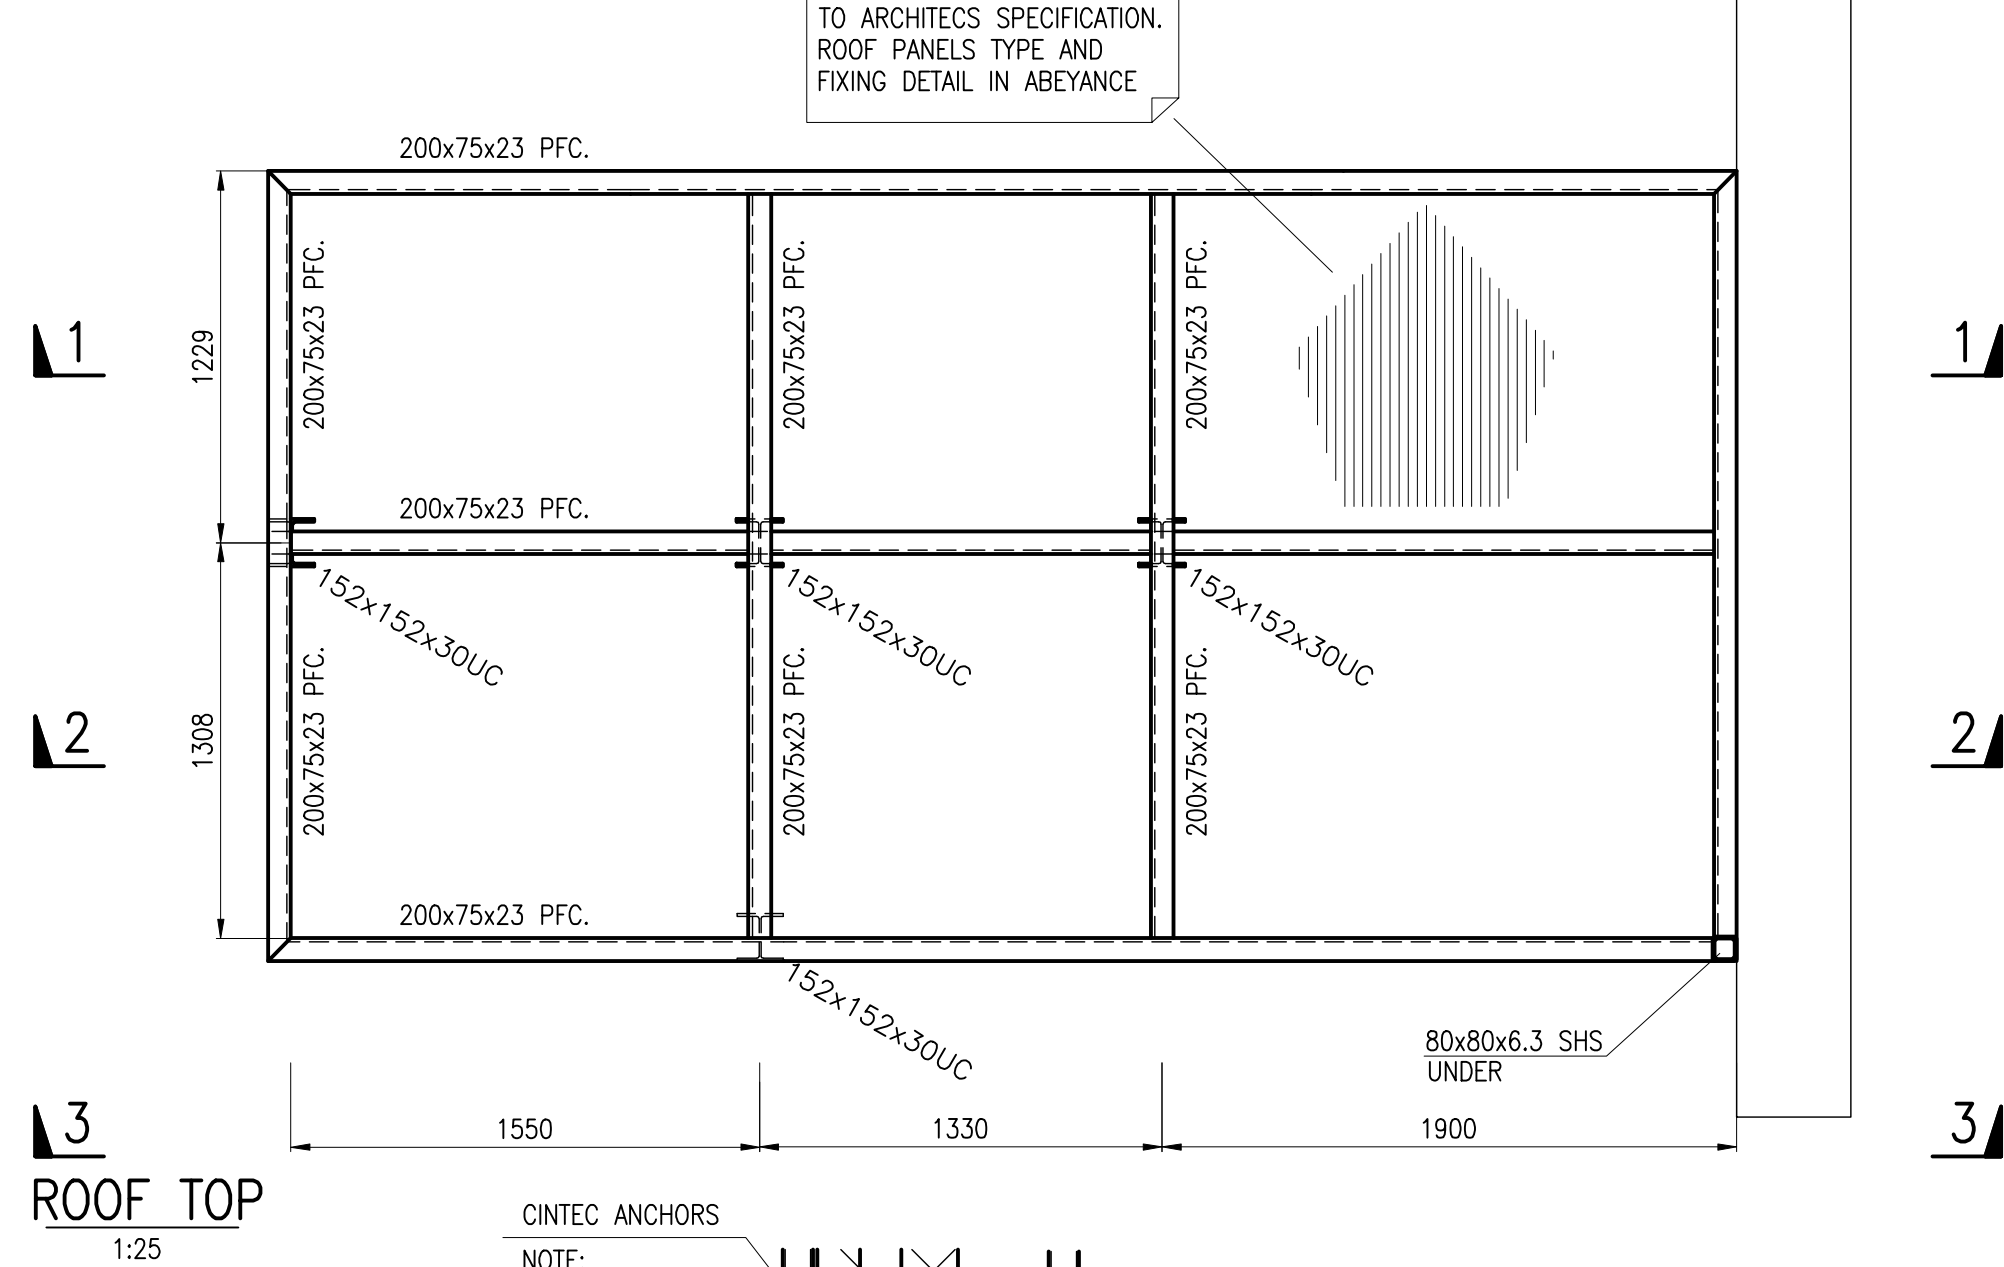 TO ARCHITECS SPECIFICATION.
ROOF PANELS TYPE AND
FIXING DETAIL IN ABEYANCE
200x75x23 PFC.
200x75x23 PFC.
200x75x23 PFC.
200x75x23 PFC.
1229
1
1
200x75x23 PFC.
152x152x30UC
152x152x30UC
152x152x30UC
200x75x23 PFC.
200x75x23 PFC.
200x75x23 PFC.
1308
2
2
200x75x23 PFC.
152x152x30UC
80x80x6.3 SHS
UNDER
1550
1330
1900
3
3
ROOF TOP
1:25
CINTEC ANCHORS
NOTE: